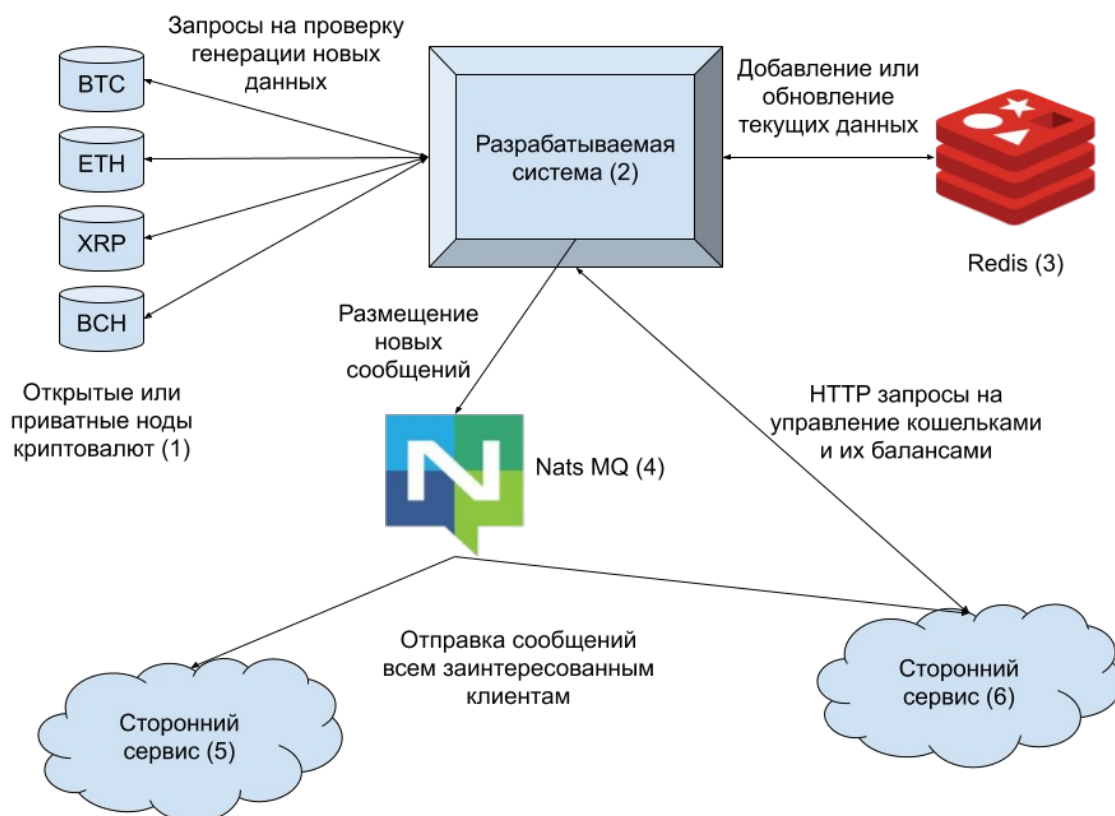 Запросы на проверку
генерации новых
данных
BTC
ETH
XRP
BCH
Открытые или
приватные ноды
криптовалют (1)
Разрабатываемая
система (2)
Добавление или
обновление
текущих данных
Redis (3)
Размещение
новых
сообщений
N
Nats MQ (4)
HTTP запросы на
управление кошельками
и их балансами
Отправка сообщений
всем заинтересованным
клиентам
Сторонний
сервис (5)
Сторонний
сервис (6)